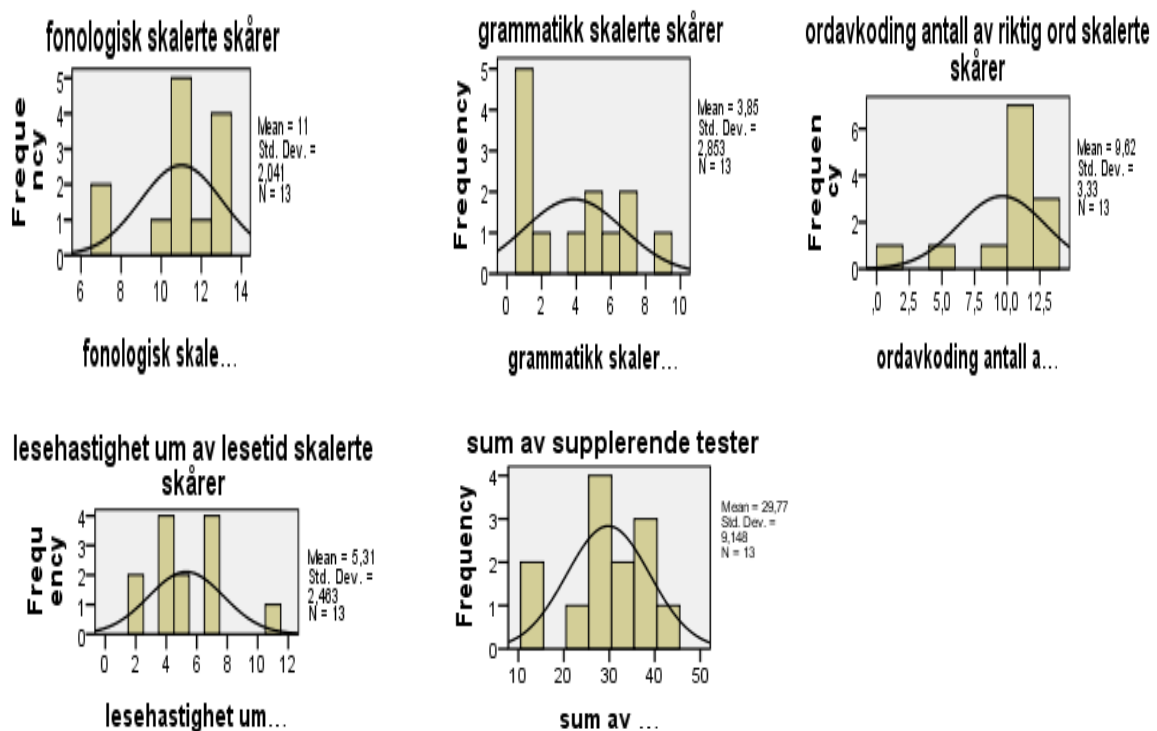 fonologisk skalerte skårer
Freque
ncy
5
4
3
2
1
0
6 8 10 12 14
Mean = 11
Std. Dev. =
2,041
N = 13
fonologisk skale…
grammatikk skalerte skårer
Frequency
5
4
3
2
1
0
0 2 4 6 8 10
Mean = 3,85
Std. Dev. =
2,853
N = 13
grammatikk skaler…
ordavkoding antall av riktig ord skalerte
skårer
Frequen
cy
6
4
2
0
,0 2,5 5,0 7,5 10,0 12,5
Mean = 9,62
Std. Dev. =
3,33
N = 13
ordavkoding antall a…
lesehastighet um av lesetid skalerte
skårer
Frequ
ency
4
3
2
1
0
0 2 4 6 8 10 12
Mean = 5,31
Std. Dev. =
2,463
N = 13
lesehastighet um…
sum av supplerende tester
Frequency
4
3
2
1
0
10 20 30 40 50
Mean = 29,77
Std. Dev. =
9,148
N = 13
sum av …